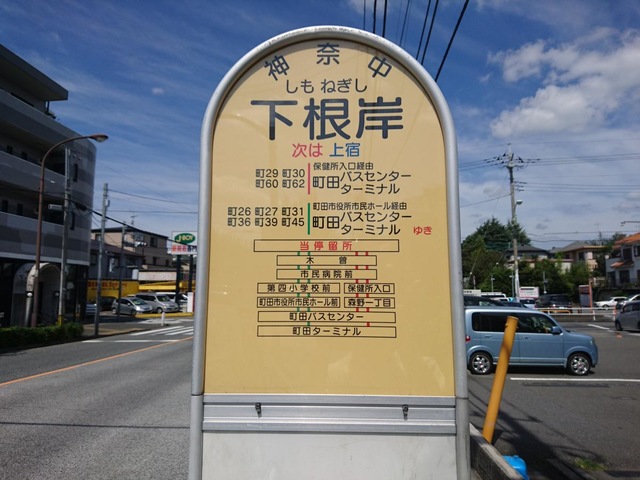 神奈中
しもねぎし
下根岸
次は 上宿
町29 町30
町60 町62
保健所入口経由
町田バスセンター
ターミナル
町26 町27 町31
町36 町39 町45
町田市役所市民ホール経由
町田バスセンター
ターミナル ゆき
当停留所
木曽
市民病院前
第四小学校前 保健所入口
町田市役所市民ホール前 森野一丁目
町田バスセンター
町田ターミナル